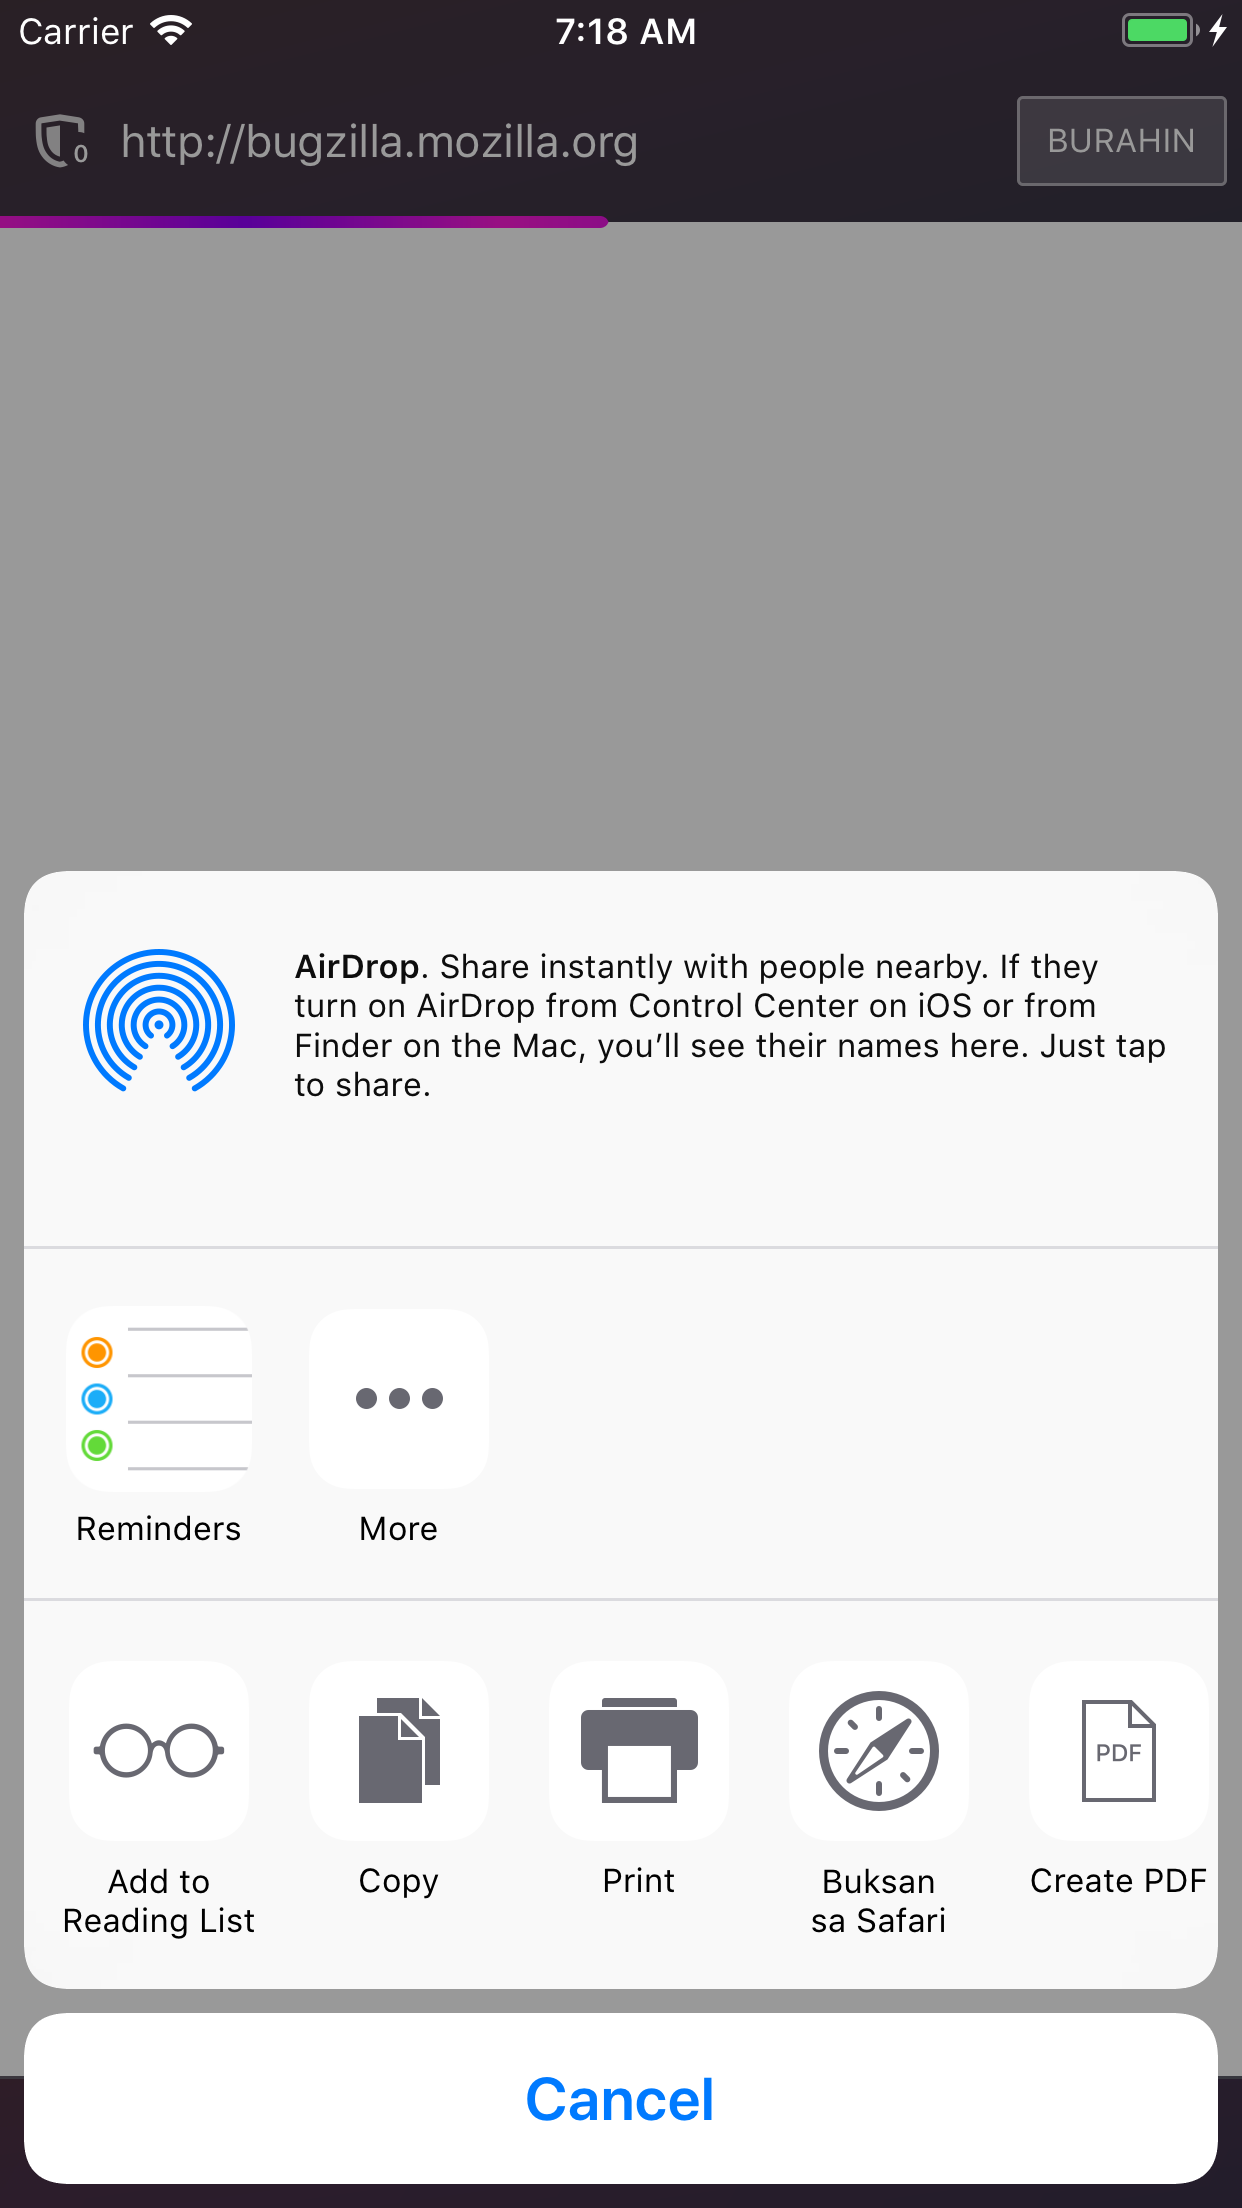 Carrier
7:18 AM
0
http://bugzilla.mozilla.org
BURAHIN
AirDrop. Share instantly with people nearby. If they
turn on AirDrop from Control Center on iOS or from
Finder on the Mac, you’ll see their names here. Just tap
to share.
Reminders
More
PDF
Add to
Reading List
Copy
Print
Buksan
sa Safari
Create PDF
Cancel